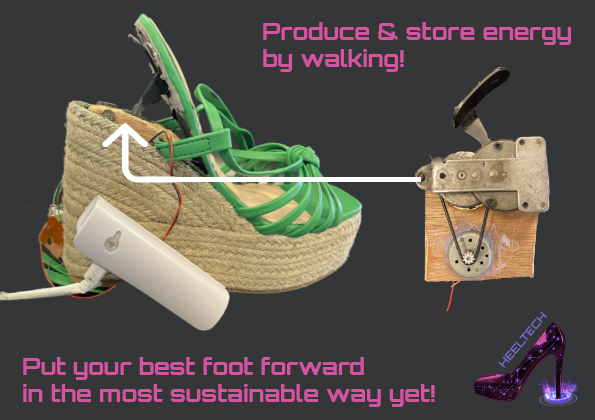 Produce & store energy
by walking!
HEELTECH
Put your best foot forward
in the most sustainable way yet!